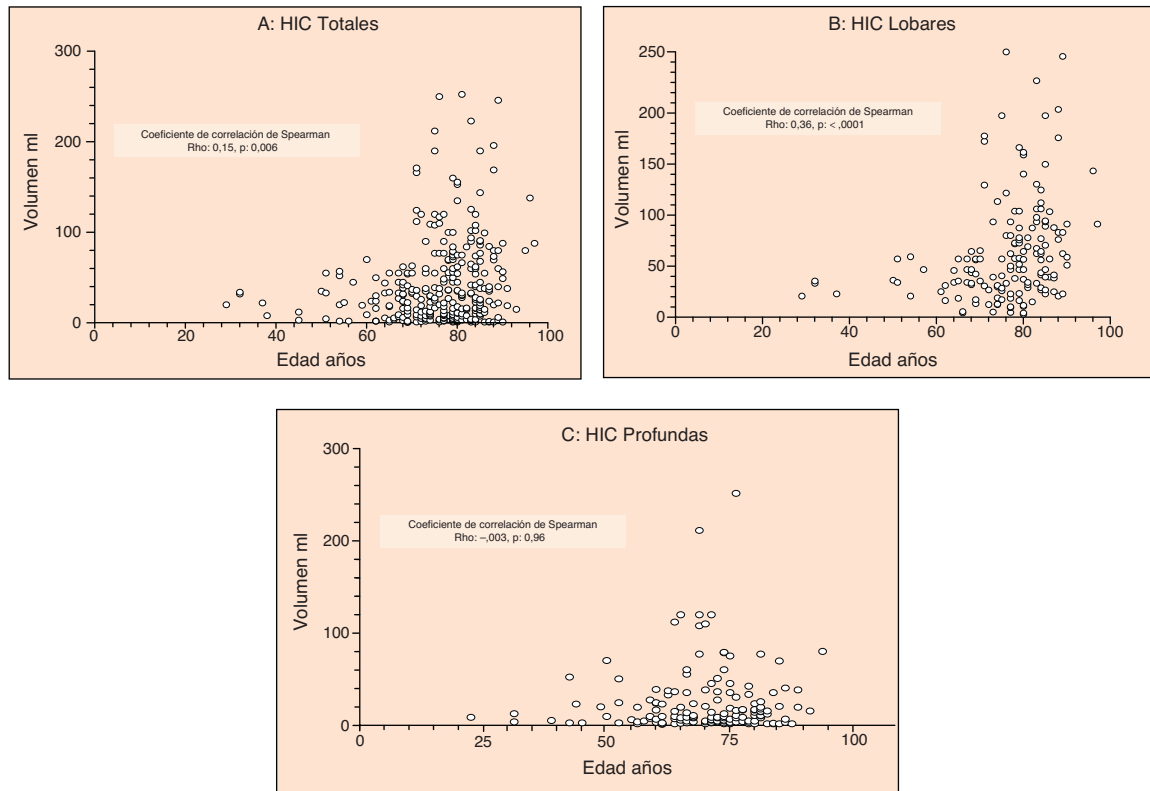 A: HIC Totales
300
200
100
0
Volumen ml
Coeficiente de correlación de Spearman
Rho: 0,15, p: 0,006
0 20 40 60 80 100
Edad años
B: HIC Lobares
250
200
150
100
50
0
Volumen ml
Coeficiente de correlación de Spearman
Rho: 0,36, p: < ,0001
0 20 40 60 80 100
Edad años
C: HIC Profundas
300
200
100
0
Volumen ml
Coeficiente de correlación de Spearman
Rho: –,003, p: 0,96
0 25 50 75 100
Edad años